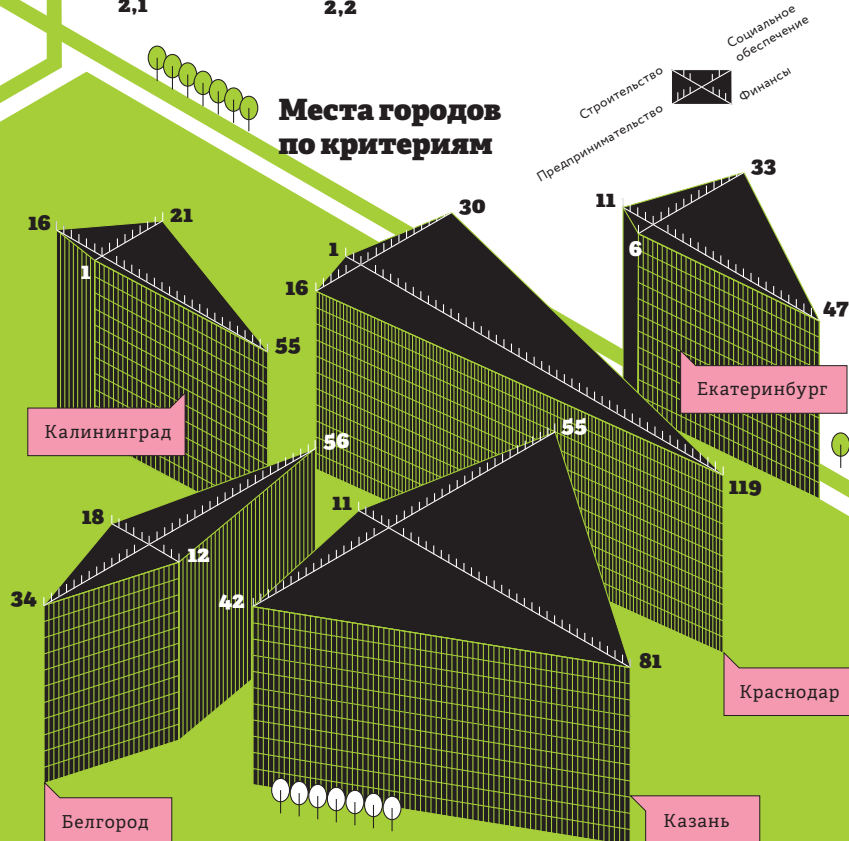 2,1
2,2
Места городов
по критериям
Социальное
обеспечение
Строительство
Финансы
Предпринимательство
33
11
6
47
Екатеринбург
30
1
16
119
Краснодар
21
16
1
55
Калининград
56
18
12
34
Белгород
55
11
42
81
Казань